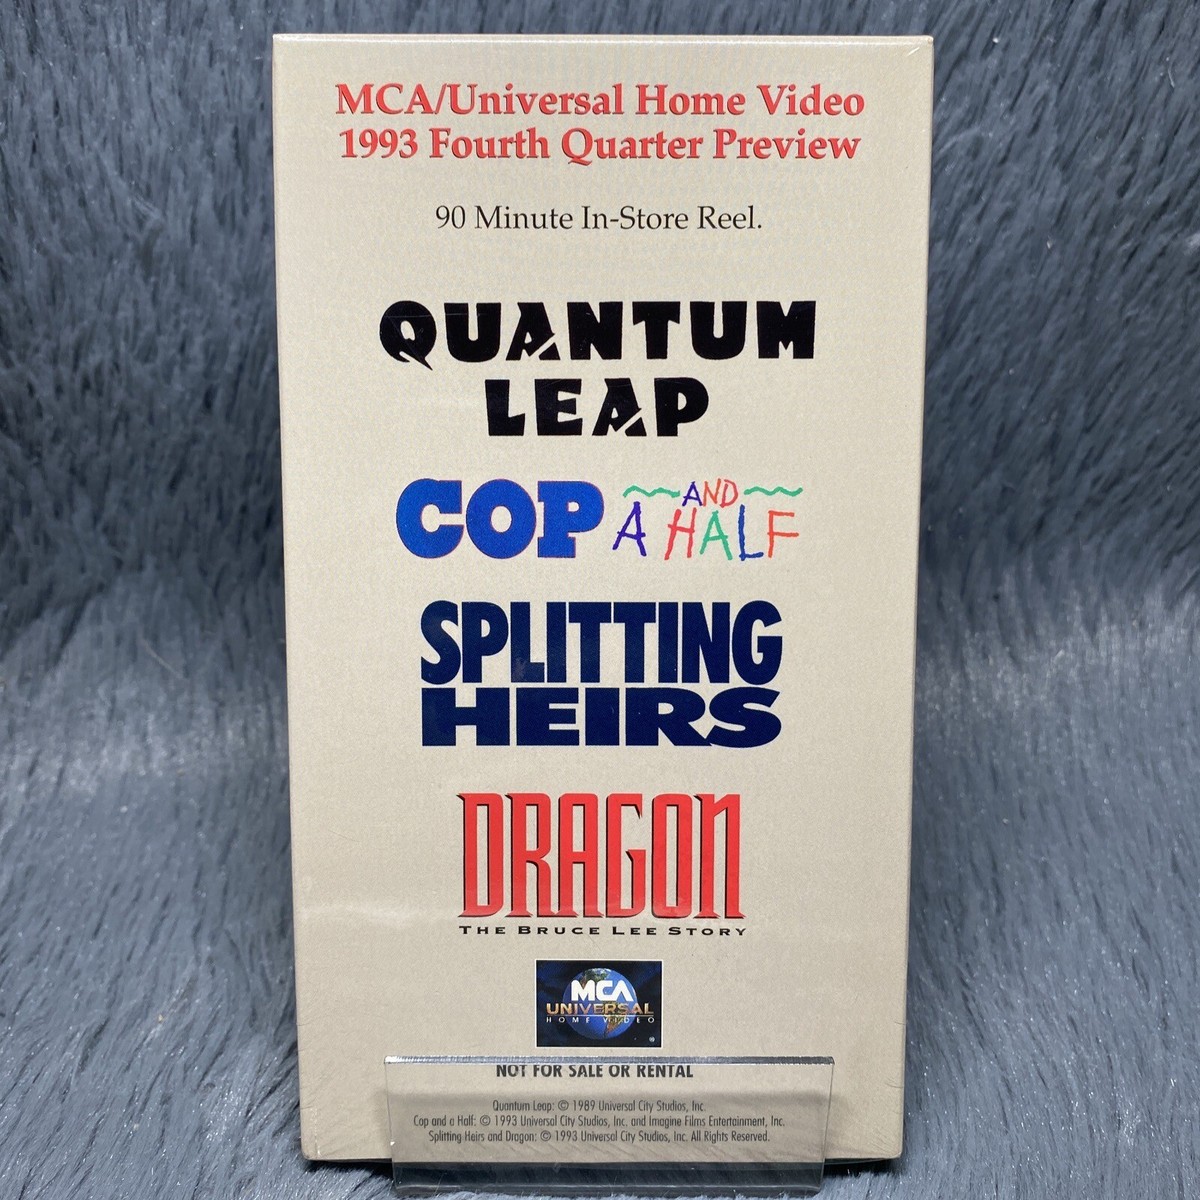 MCA/Universal Home Video
1993 Fourth Quarter Preview
90 Minute In-Store Reel.
QUANTUM
LEAP
COP AND A HALF
SPLITTING
HEIRS
DRAGON
THE BRUCE LEE STORY
MCA
UNIVERSAL
HOME VIDEO
®
NOT FOR SALE OR RENTAL
Quantum Leap: © 1989 Universal City Studios, Inc.
Cop and a Half: © 1993 Universal City Studios, Inc. and Imagine Films Entertainment, Inc.
Splitting Heirs and Dragon: © 1993 Universal City Studios, Inc. All Rights Reserved.